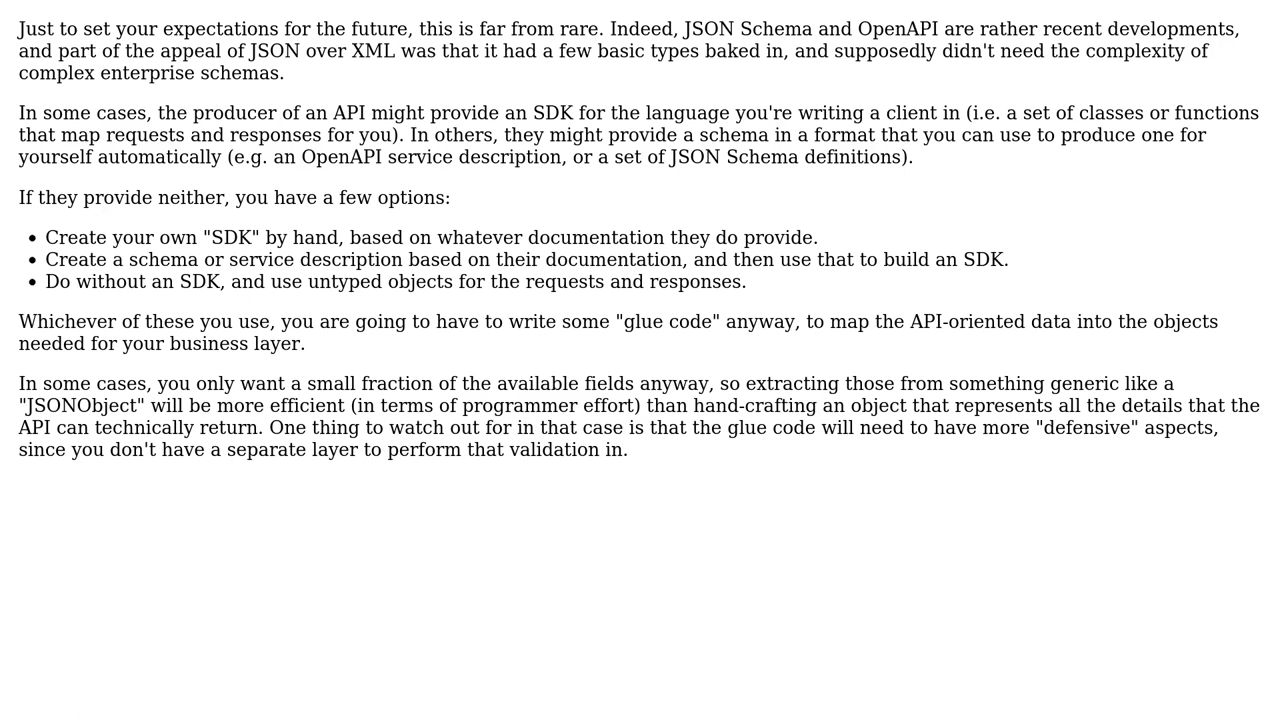 Just to set your expectations for the future, this is far from rare. Indeed, JSON Schema and OpenAPI are rather recent developments,
and part of the appeal of JSON over XML was that it had a few basic types baked in, and supposedly didn't need the complexity of
complex enterprise schemas.
In some cases, the producer of an API might provide an SDK for the language you're writing a client in (i.e. a set of classes or functions
that map requests and responses for you). In others, they might provide a schema in a format that you can use to produce one for
yourself automatically (e.g. an OpenAPI service description, or a set of JSON Schema definitions).
If they provide neither, you have a few options:
• Create your own "SDK" by hand, based on whatever documentation they do provide.
• Create a schema or service description based on their documentation, and then use that to build an SDK.
• Do without an SDK, and use untyped objects for the requests and responses.
Whichever of these you use, you are going to have to write some "glue code" anyway, to map the API-oriented data into the objects
needed for your business layer.
In some cases, you only want a small fraction of the available fields anyway, so extracting those from something generic like a
"JSONObject" will be more efficient (in terms of programmer effort) than hand-crafting an object that represents all the details that the
API can technically return. One thing to watch out for in that case is that the glue code will need to have more "defensive" aspects,
since you don't have a separate layer to perform that validation in.